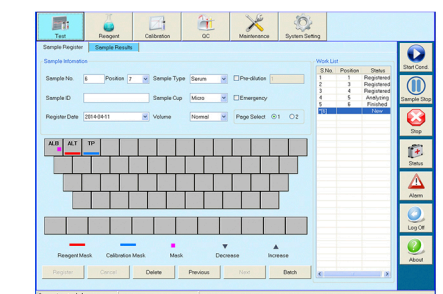 Test Reagent Calibration QC Maintenance System Setting
Sample Register Sample Results
Sample Infomation
Work List
Sample No. 6 Position 7 Sample Type Serum Pre-dilution
Sample ID Sample Cup Micro Emergency
Register Date 2014-04-11 Volume Normal Page Select 1 2
S.No. Position Status
1 1 Registered
2 3 Registered
3 4 Registered
4 5 Analyzing
5 6 Finished
*[6] New
ALB ALT TP
Reagent Mask Calibration Mask Mask Decrease Increase
Register Cancel Delete Previous Next Batch
Start Cond.
Sample Stop
Stop
Status
Alarm
Log Off
About